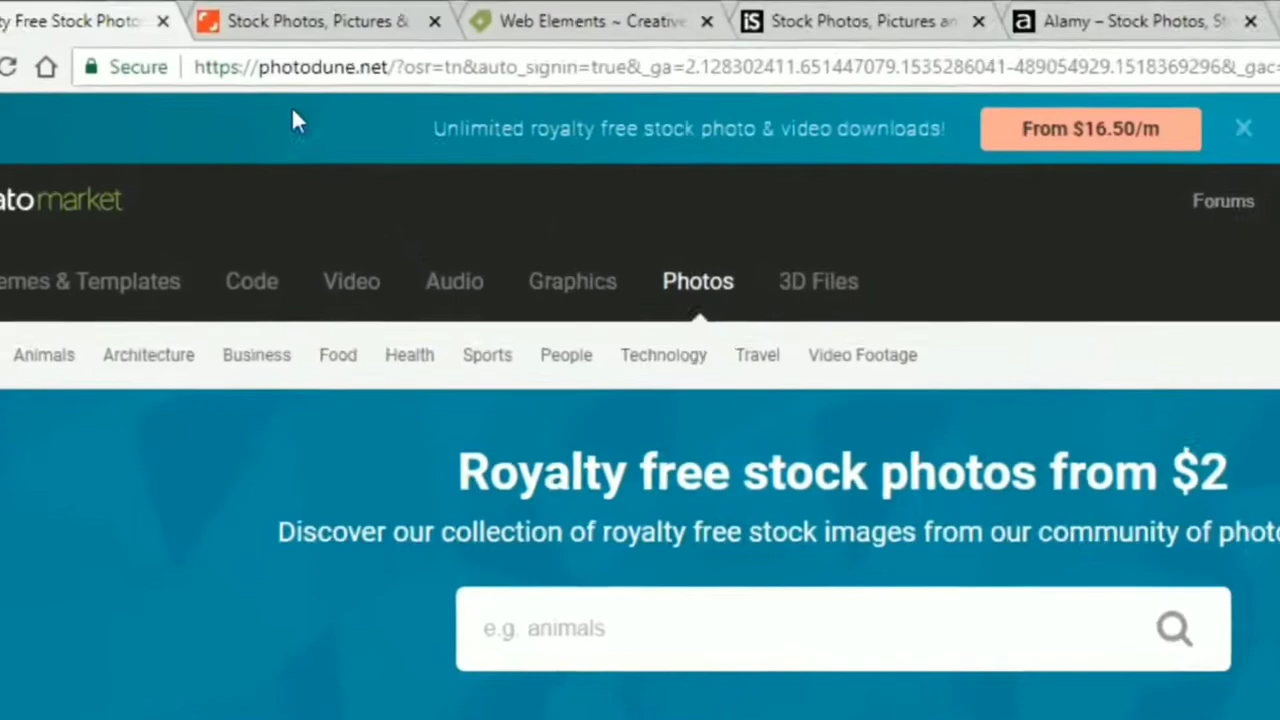 ty Free Stock Photo
Stock Photos, Pictures &
Web Elements ~ Creative
iS Stock Photos, Pictures an
a Alamy – Stock Photos, St
Secure https://photodune.net/?osr=tn&auto_signin=true&_ga=2.128302411.651447079.1535286041-489054929.1518369296&_gac=
Unlimited royalty free stock photo & video downloads! From $16.50/m
ato market
Forums
emes & Templates Code Video Audio Graphics Photos 3D Files
Animals Architecture Business Food Health Sports People Technology Travel Video Footage
Royalty free stock photos from $2
Discover our collection of royalty free stock images from our community of photo
e.g. animals